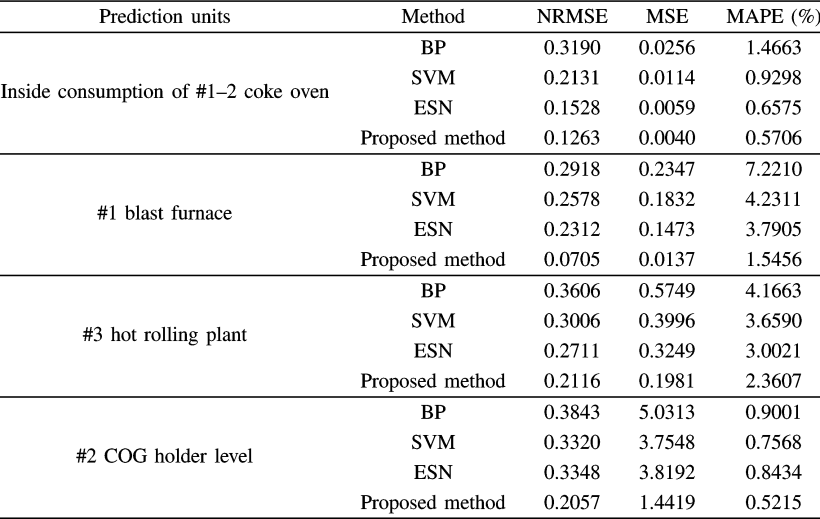 Prediction units Method NRMSE MSE MAPE (%)
BP 0.3190 0.0256 1.4663
SVM 0.2131 0.0114 0.9298
Inside consumption of #1–2 coke oven
ESN 0.1528 0.0059 0.6575
Proposed method 0.1263 0.0040 0.5706
BP 0.2918 0.2347 7.2210
SVM 0.2578 0.1832 4.2311
#1 blast furnace
ESN 0.2312 0.1473 3.7905
Proposed method 0.0705 0.0137 1.5456
BP 0.3606 0.5749 4.1663
SVM 0.3006 0.3996 3.6590
#3 hot rolling plant
ESN 0.2711 0.3249 3.0021
Proposed method 0.2116 0.1981 2.3607
BP 0.3843 5.0313 0.9001
SVM 0.3320 3.7548 0.7568
#2 COG holder level
ESN 0.3348 3.8192 0.8434
Proposed method 0.2057 1.4419 0.5215